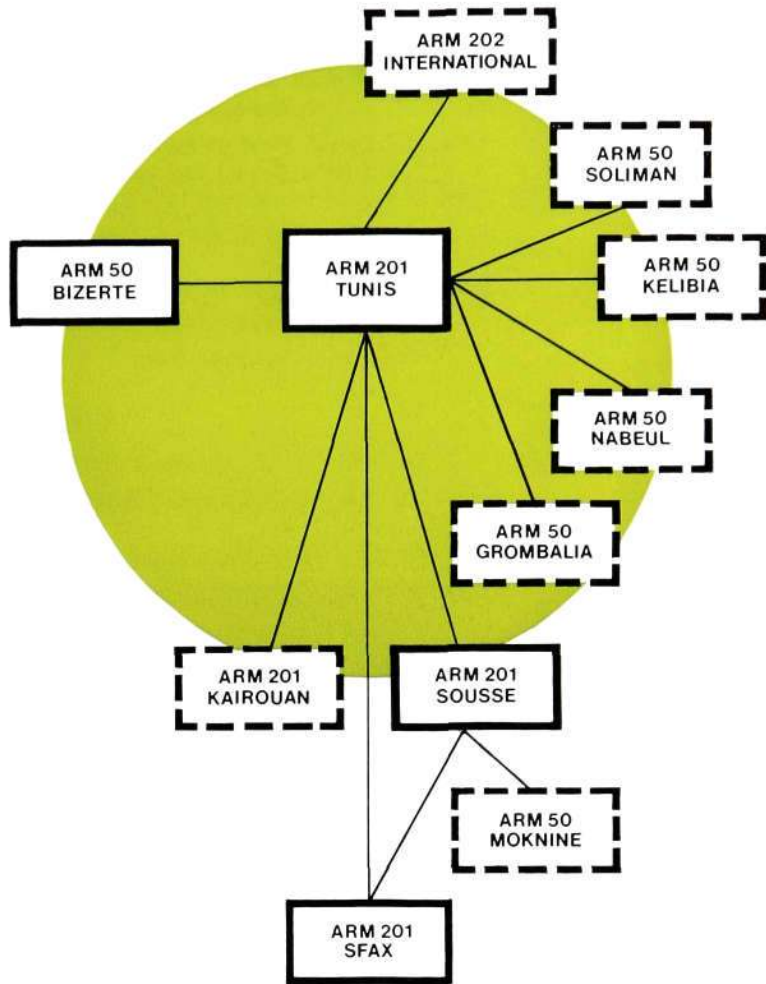 ARM 202
INTERNATIONAL
ARM 50
SOLIMAN
ARM 50
BIZERTE
ARM 201
TUNIS
ARM 50
KELIBIA
ARM 50
NABEUL
ARM 50
GROMBALIA
ARM 201
KAIROUAN
ARM 201
SOUSSE
ARM 50
MOKNINE
ARM 201
SFAX